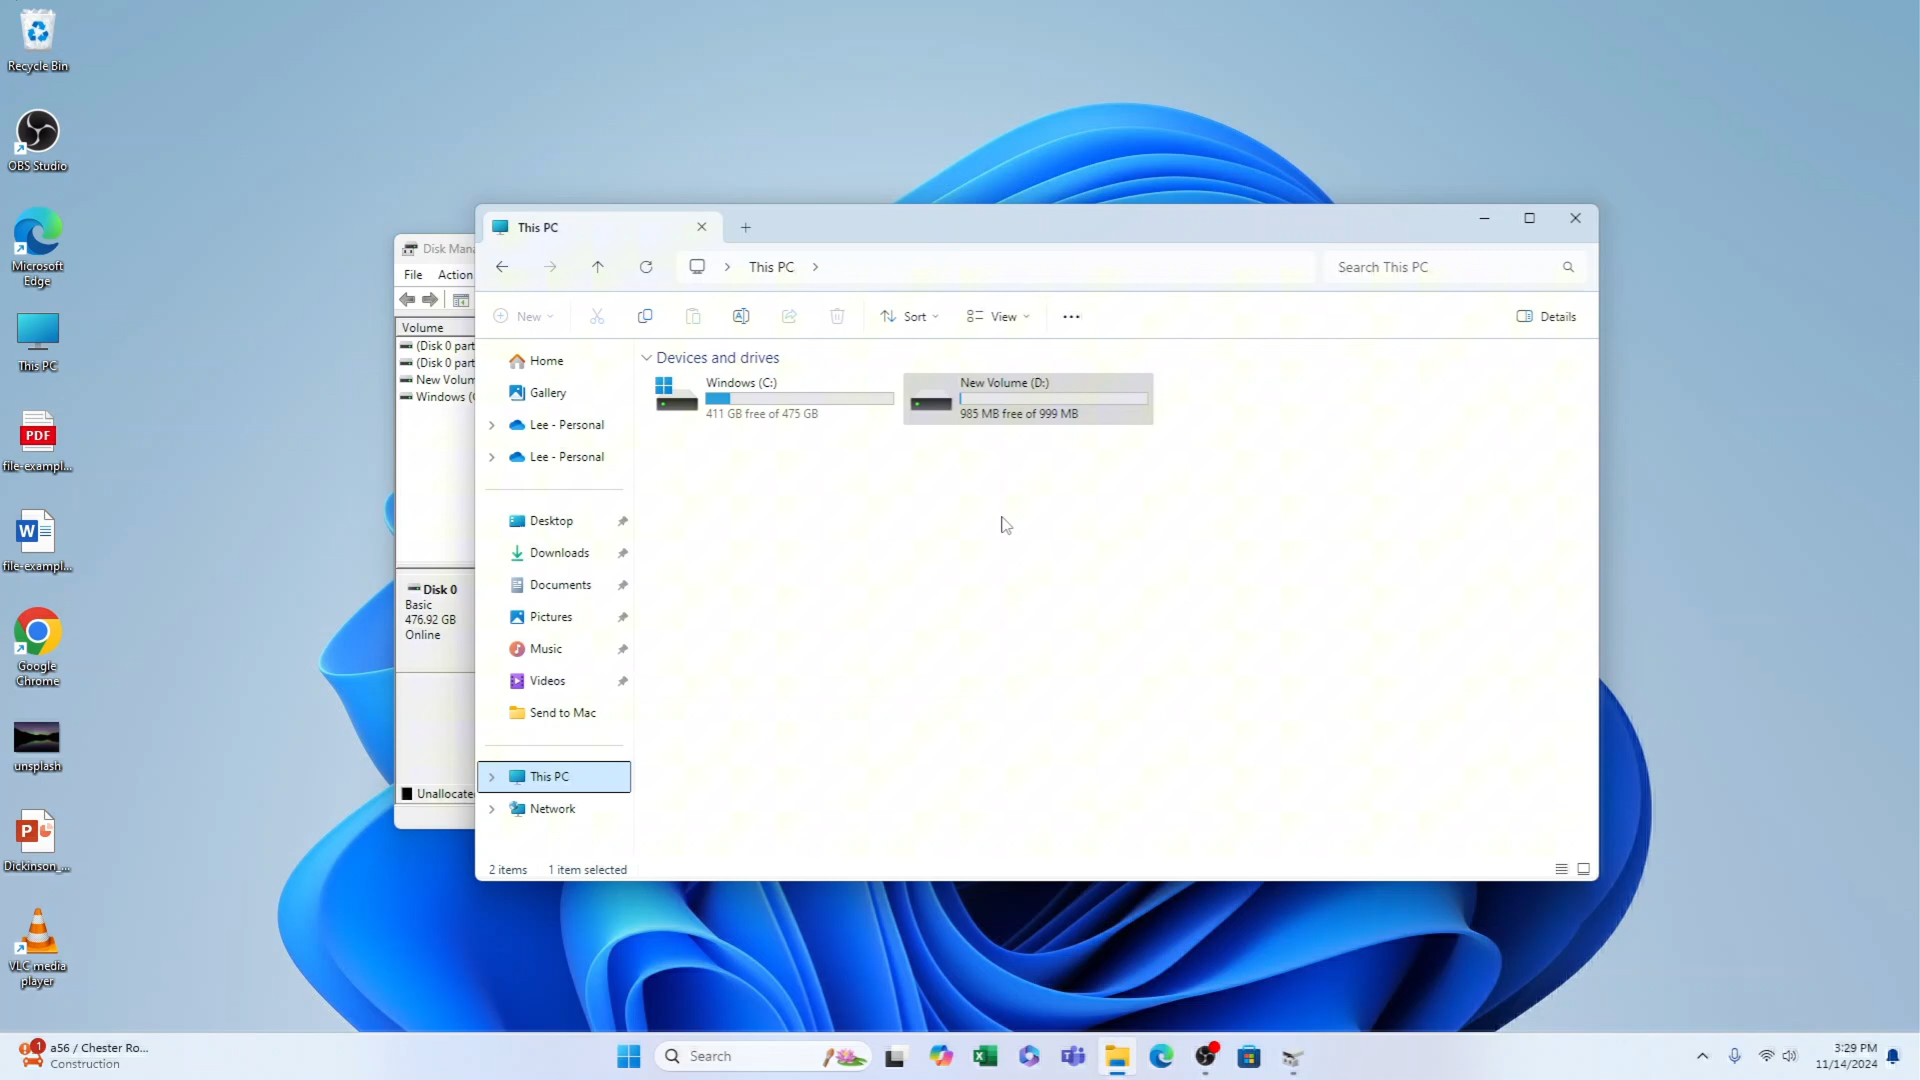 Recycle Bin
OBS Studio
Microsoft
Edge
This PC
PDF
file-exampl...
W
file-exampl...
Google
Chrome
unsplash
P
Dickinson_...
VLC media
player
Disk Mana
File Action
Volume
(Disk 0 part
(Disk 0 part
New Volum
Windows (C
Disk 0
Basic
476.92 GB
Online
Unallocated
This PC
This PC
Search This PC
New
Sort
View
Details
Home
Gallery
Lee - Personal
Lee - Personal
Desktop
Downloads
Documents
Pictures
Music
Videos
Send to Mac
This PC
Network
Devices and drives
Windows (C:)
411 GB free of 475 GB
New Volume (D:)
985 MB free of 999 MB
2 items 1 item selected
1
a56 / Chester Ro...
Construction
Search
3:29 PM
11/14/2024